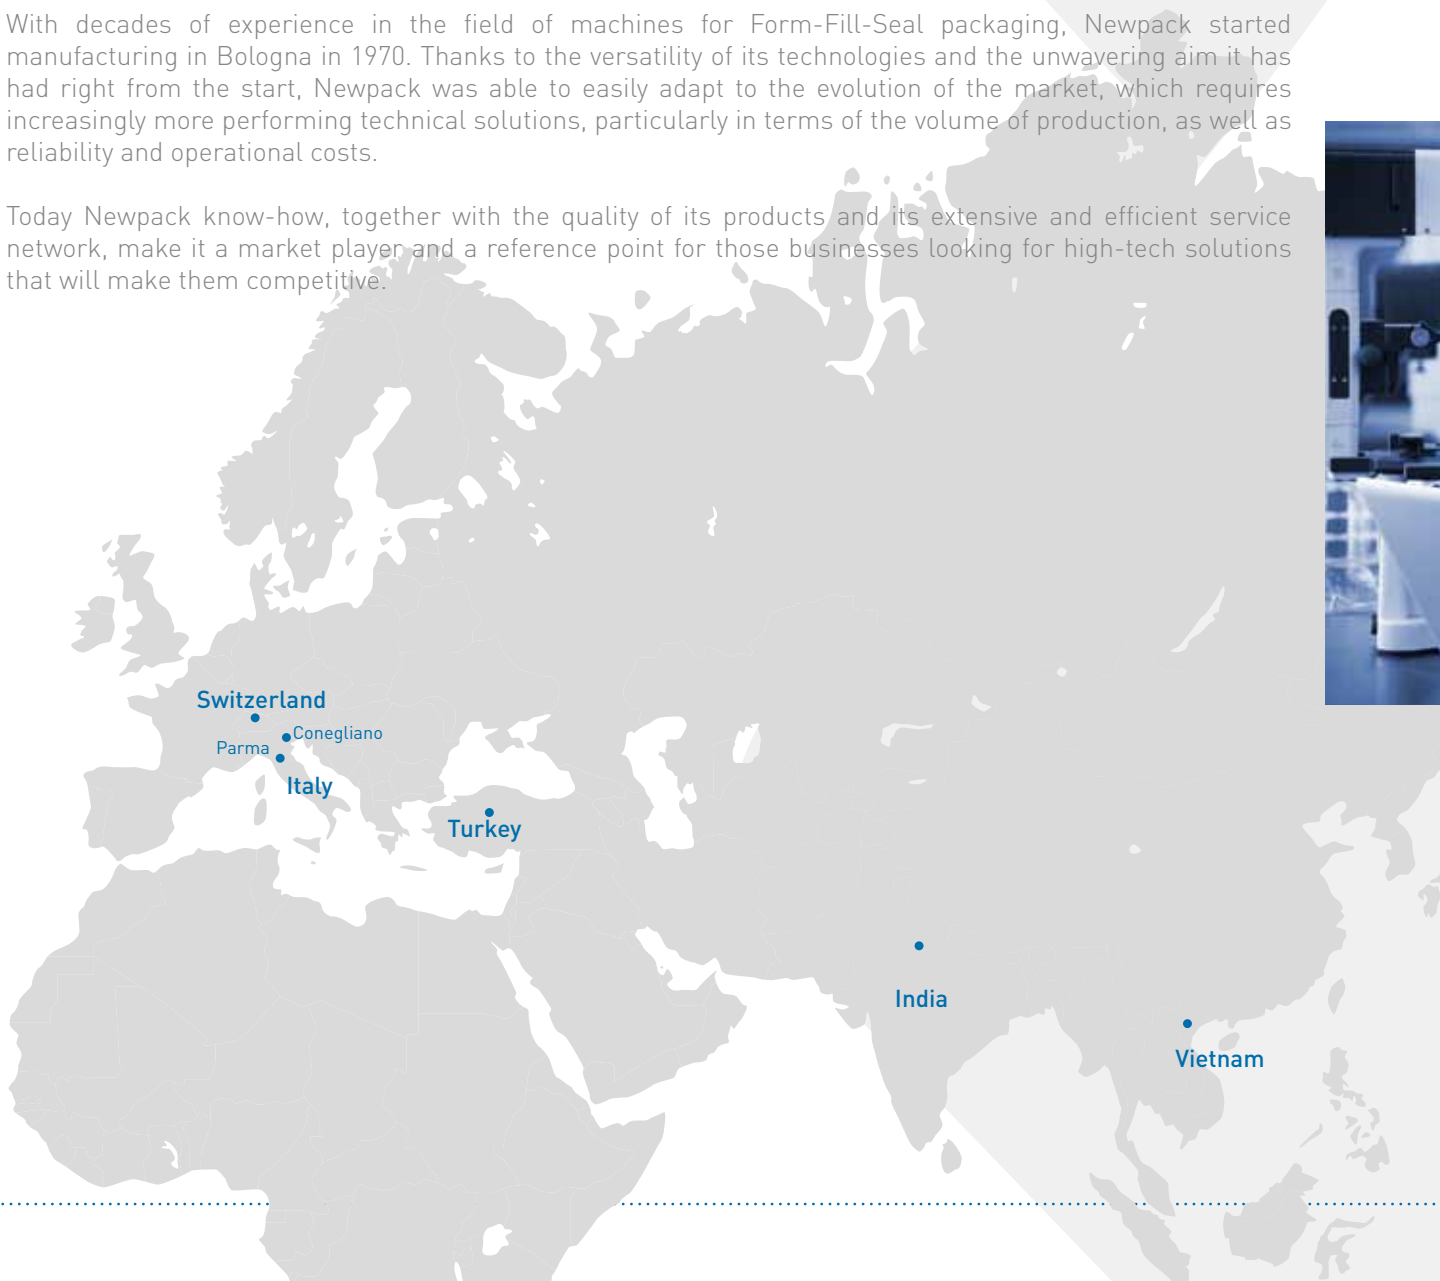 With decades of experience in the field of machines for Form-Fill-Seal packaging, Newpack started
manufacturing in Bologna in 1970. Thanks to the versatility of its technologies and the unwavering aim it has
had right from the start, Newpack was able to easily adapt to the evolution of the market, which requires
increasingly more performing technical solutions, particularly in terms of the volume of production, as well as
reliability and operational costs.
Today Newpack know-how, together with the quality of its products and its extensive and efficient service
network, make it a market player and a reference point for those businesses looking for high-tech solutions
that will make them competitive.
Switzerland
Conegliano
Parma
Italy
Turkey
India
Vietnam